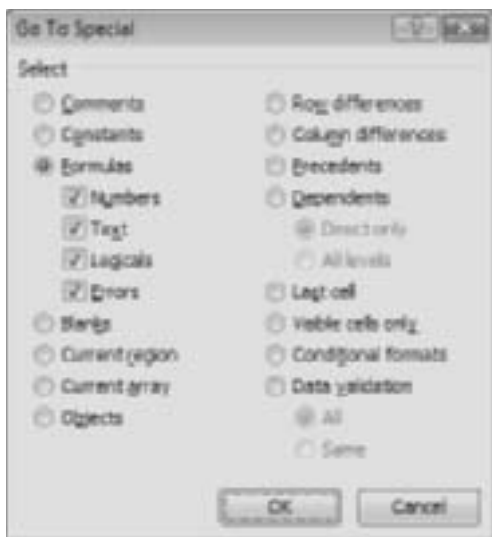 Go To Special
Select
Comments
Constants
Formulas
Numbers
Text
Logicals
Errors
Blanks
Current region
Current array
Objects
Row differences
Column differences
Precedents
Dependents
Direct only
All levels
Last cell
Visible cells only
Conditional formats
Data validation
All
Same
OK
Cancel